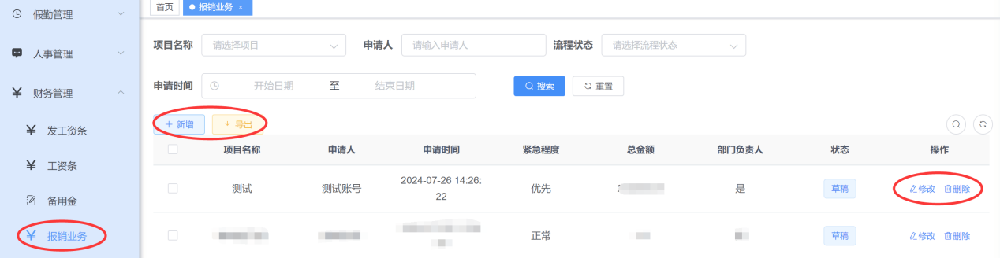 假勤管理
人事管理
¥ 财务管理
¥ 发工资条
¥ 工资条
备用金
¥ 报销业务
首页 报销业务 ×
项目名称 请选择项目 申请人 请输入申请人 流程状态 请选择流程状态
申请时间 开始日期 至 结束日期 搜索 重置
+ 新增 导出
项目名称 申请人 申请时间 紧急程度 总金额 部门负责人 状态 操作
测试 测试账号 2024-07-26 14:26: 优先 是 草稿 修改 删除
22
正常 草稿 修改 删除